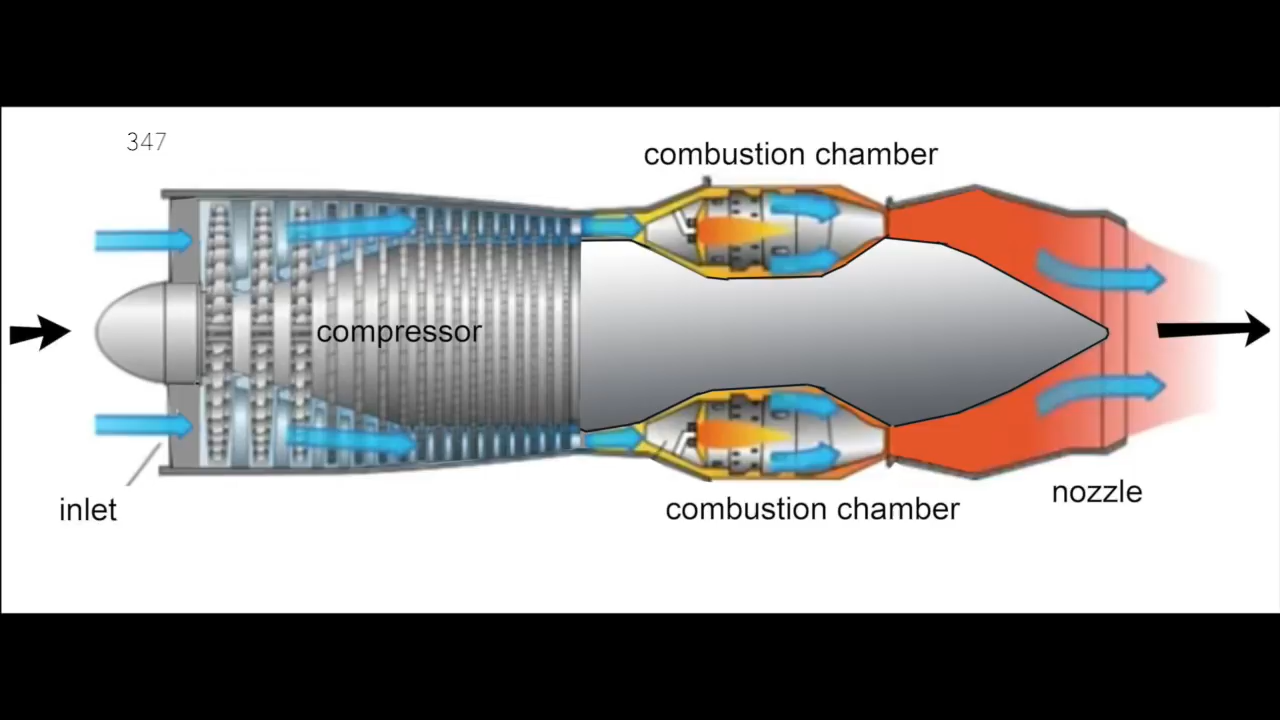 347
combustion chamber
compressor
inlet
nozzle
combustion chamber